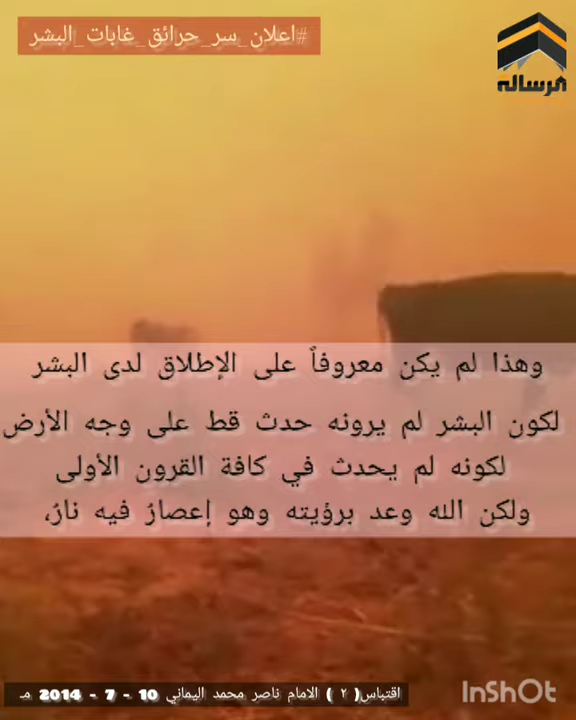 #اعلان_سر_حرائق_غابات_البشر
الرساله
وهذا لم يكن معروفاً على الإطلاق لدى البشر
لكون البشر لم يرونه حدث قط على وجه الأرض
لكونه لم يحدث في كافة القرون الأولى
ولكن الله وعد برؤيته وهو إعصارٌ فيه نارٌ،
اقتباس( ٢ ) الامام ناصر محمد اليماني 10 - 7 - 2014 مـ
InShOt